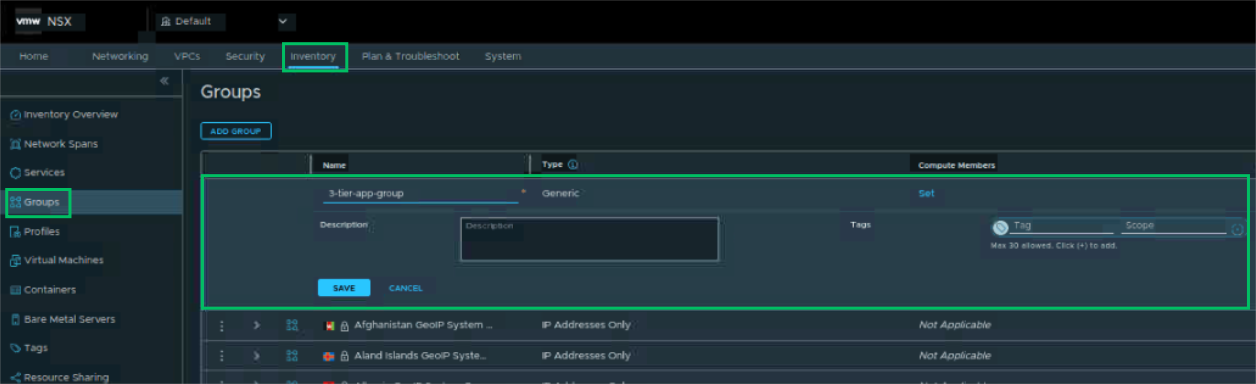 vmw NSX Default
Home Networking VPCs Security Inventory Plan & Troubleshoot System
Groups
Inventory Overview
ADD GROUP
Network Spans
Name Type Compute Members
Services
3-tier-app-group * Generic Set
Groups
Description Description Tags Tag Scope
Profiles
Max 30 allowed. Click (+) to add.
Virtual Machines
SAVE CANCEL
Containers
Bare Metal Servers
Afghanistan GeoIP System ... IP Addresses Only Not Applicable
Tags
Aland Islands GeoIP Syste... IP Addresses Only Not Applicable
Resource Sharing